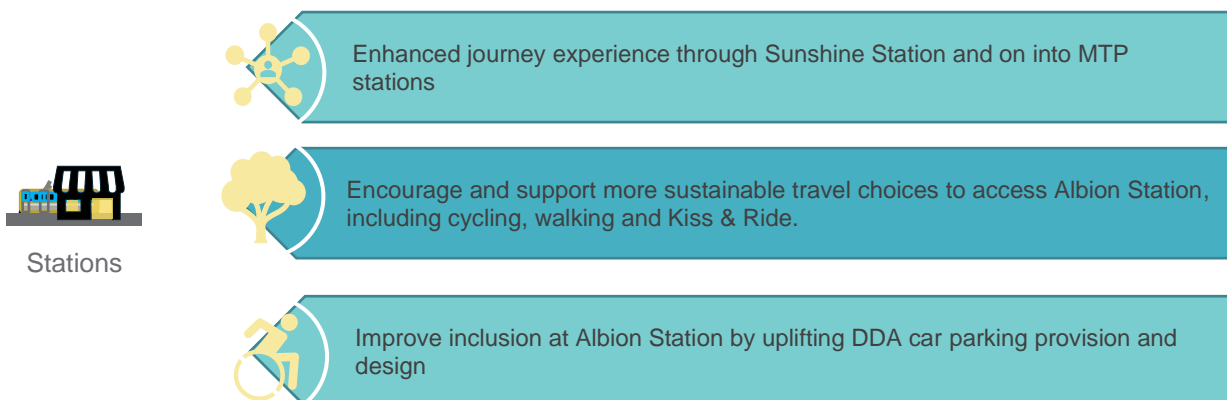 Enhanced journey experience through Sunshine Station and on into MTP
stations
Encourage and support more sustainable travel choices to access Albion Station,
including cycling, walking and Kiss & Ride.
Stations
Improve inclusion at Albion Station by uplifting DDA car parking provision and
design